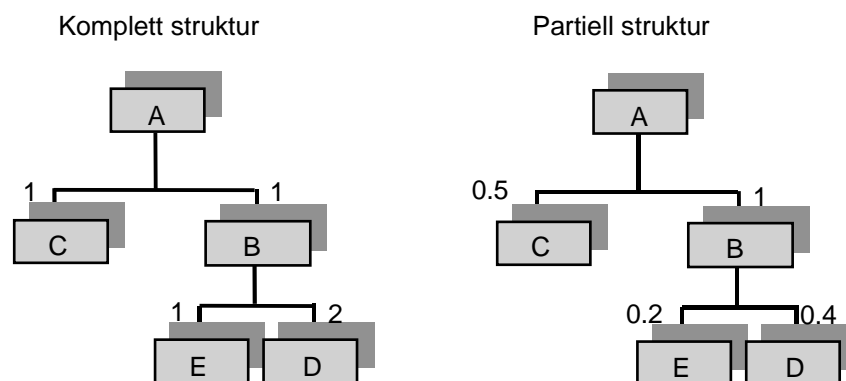 Komplett struktur
A
1 1
C B
1 2
E D
Partiell struktur
A
0.5 1
C B
0.2 0.4
E D